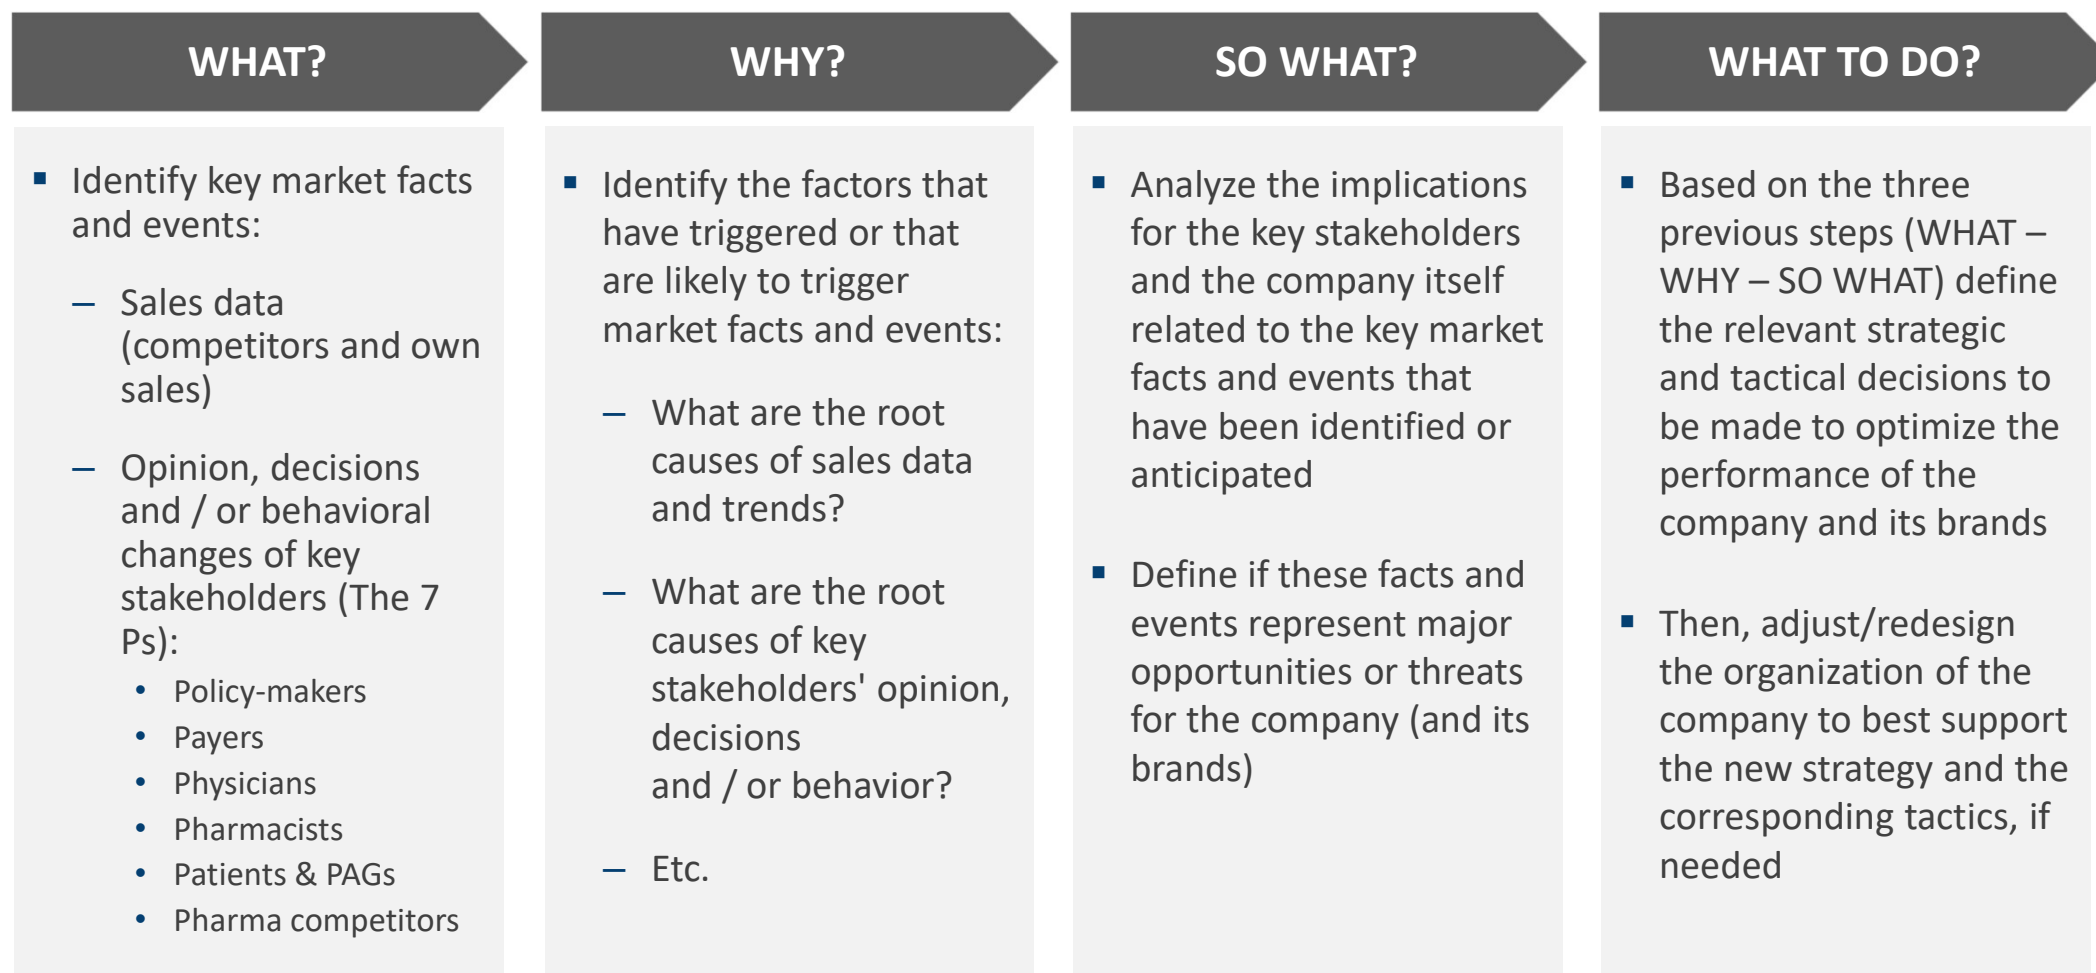 WHAT?
Identify key market facts
and events:
– Sales data
(competitors and own
sales)
– Opinion, decisions
and / or behavioral
changes of key
stakeholders (The 7
Ps):
• Policy-makers
• Payers
• Physicians
• Pharmacists
• Patients & PAGs
• Pharma competitors
WHY?
Identify the factors that
have triggered or that
are likely to trigger
market facts and events:
– What are the root
causes of sales data
and trends?
– What are the root
causes of key
stakeholders' opinion,
decisions
and / or behavior?
– Etc.
SO WHAT?
Analyze the implications
for the key stakeholders
and the company itself
related to the key market
facts and events that
have been identified or
anticipated
Define if these facts and
events represent major
opportunities or threats
for the company (and its
brands)
WHAT TO DO?
Based on the three
previous steps (WHAT –
WHY – SO WHAT) define
the relevant strategic
and tactical decisions to
be made to optimize the
performance of the
company and its brands
Then, adjust/redesign
the organization of the
company to best support
the new strategy and the
corresponding tactics, if
needed